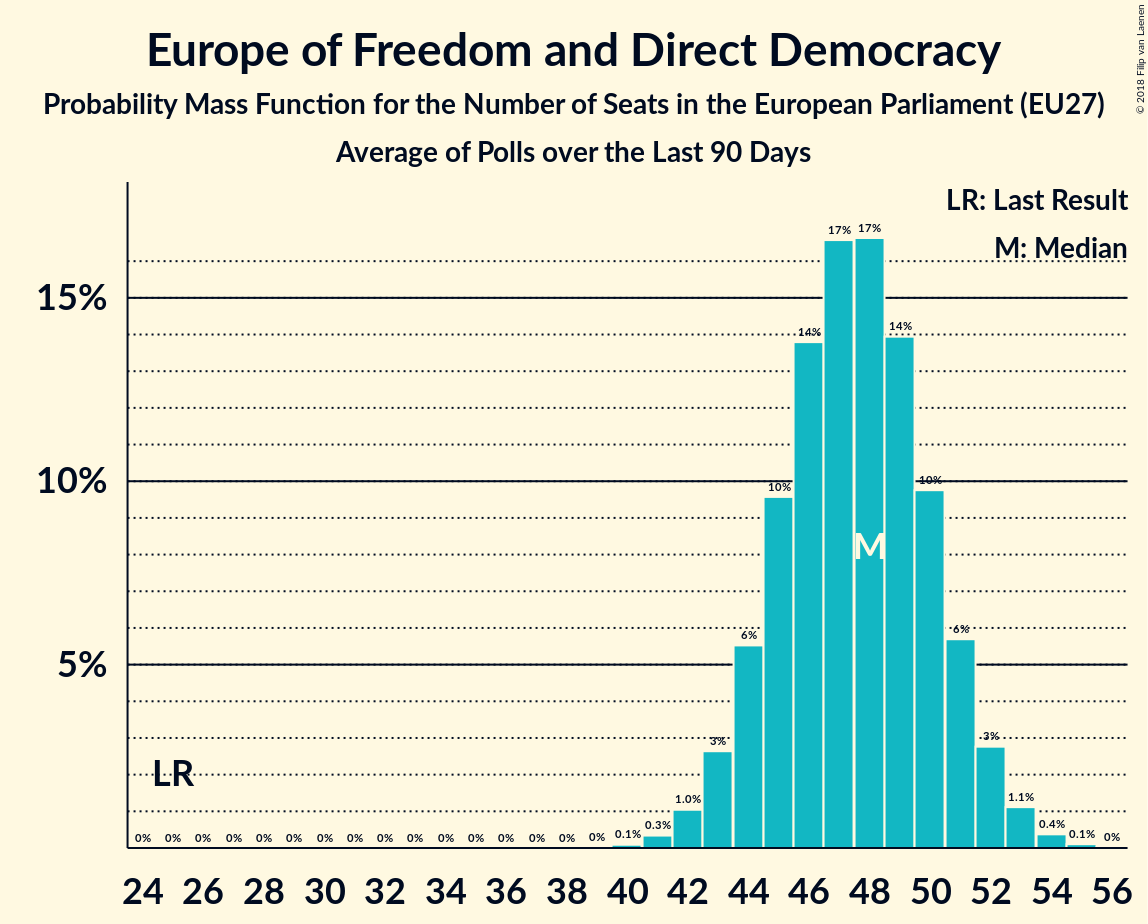 Europe of Freedom and Direct Democracy
Probability Mass Function for the Number of Seats in the European Parliament (EU27)
Average of Polls over the Last 90 Days
© 2018 Filip van Laenen
LR: Last Result
M: Median
15%
10%
5%
0% 0% 0% 0% 0% 0% 0% 0% 0% 0% 0% 0% 0% 0% 0% 0% 0.1% 0.3% 1.0% 3% 6% 10% 14% 17% 17% 14% 10% 6% 3% 1.1% 0.4% 0.1% 0%
M
LR
24 26 28 30 32 34 36 38 40 42 44 46 48 50 52 54 56